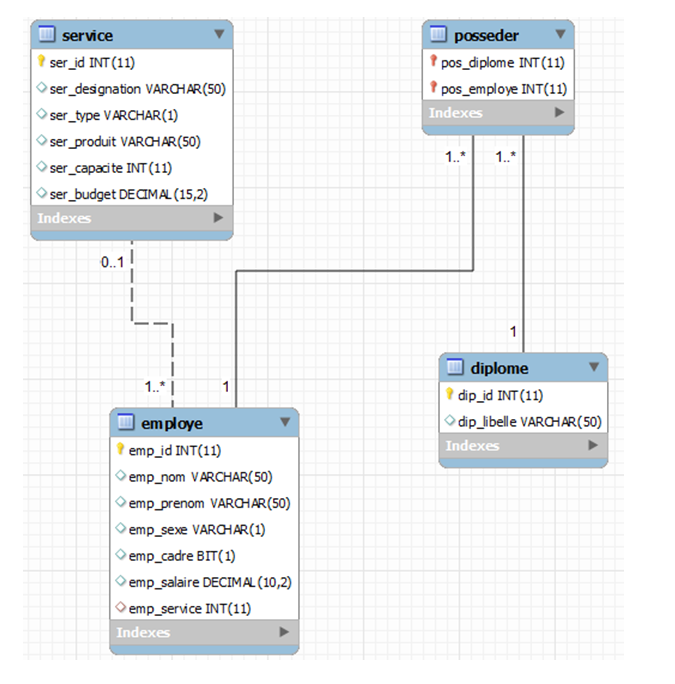 service
ser_id INT(11)
ser_designation VARCHAR(50)
ser_type VARCHAR(1)
ser_produit VARCHAR(50)
ser_capacite INT(11)
ser_budget DECIMAL(15,2)
Indexes
posseder
pos_diplome INT(11)
pos_employe INT(11)
Indexes
1..*
1..*
0..1
1..*
1
1
diplome
dip_id INT(11)
dip_libelle VARCHAR(50)
Indexes
employe
emp_id INT(11)
emp_nom VARCHAR(50)
emp_prenom VARCHAR(50)
emp_sexe VARCHAR(1)
emp_cadre BIT(1)
emp_salaire DECIMAL(10,2)
emp_service INT(11)
Indexes